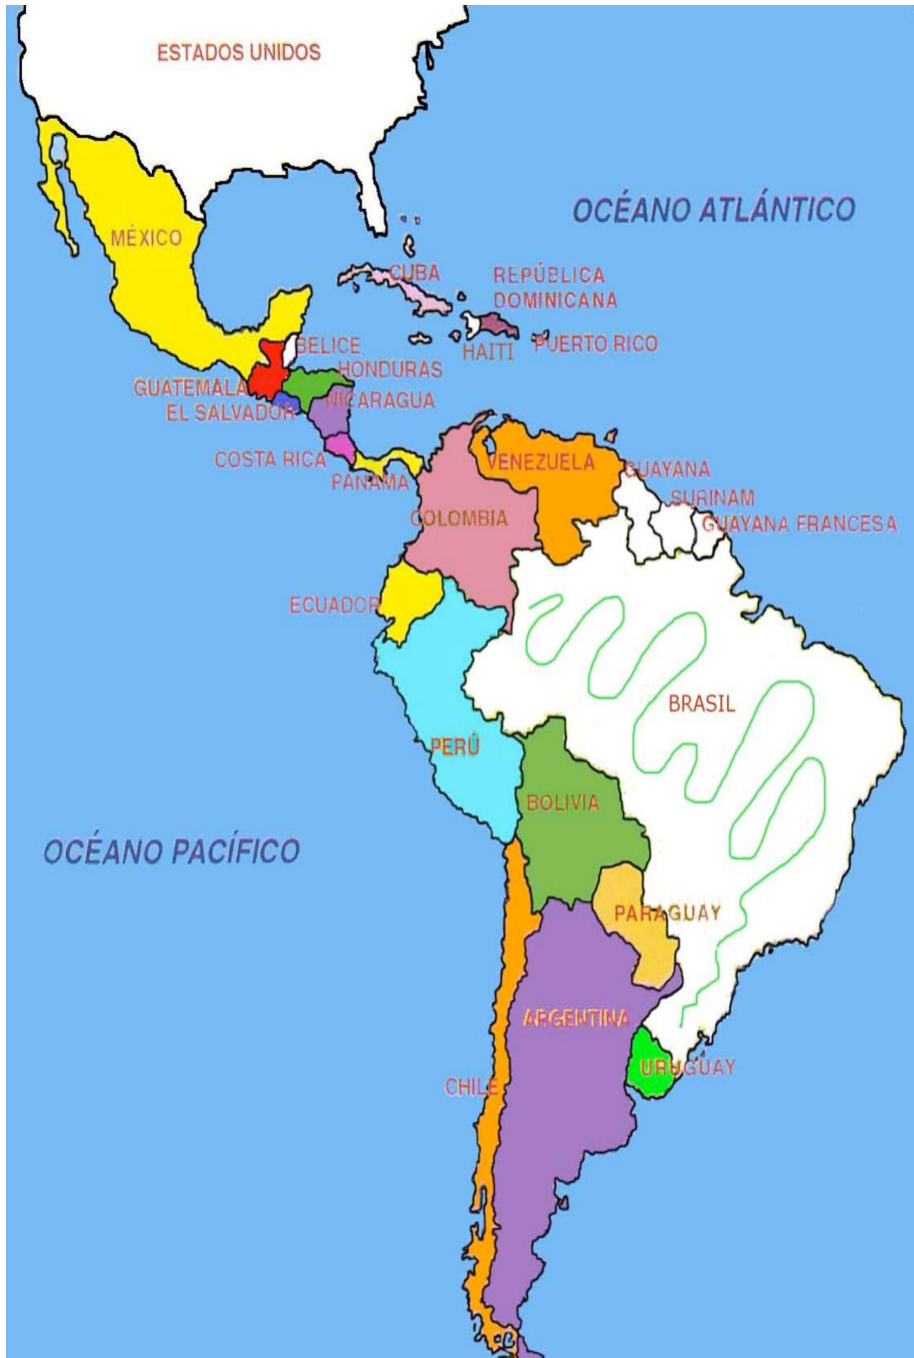 ESTADOS UNIDOS
OCÉANO ATLÁNTICO
MÉXICO
CUBA
REPÚBLICA
DOMINICANA
HAITI
PUERTO RICO
BELICE
HONDURAS
GUATEMALA
NICARAGUA
EL SALVADOR
COSTA RICA
PANAMA
VENEZUELA
GUAYANA
SURINAM
GUAYANA FRANCESA
COLOMBIA
ECUADOR
BRASIL
PERÚ
BOLIVIA
OCÉANO PACÍFICO
PARAGUAY
ARGENTINA
URUGUAY
CHILE